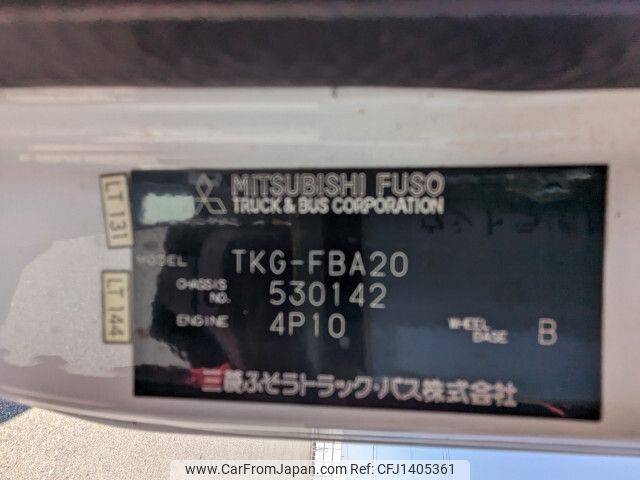 MITSUBISHI FUSO
TRUCK & BUS CORPORATION
LT 131
MODEL TKG-FBA20
CHASSIS NO. 530142
LT 144
ENGINE 4P10
WHEEL BASE B
三菱ふそうトラック・バス株式会社
www.CarFromJapan.com
CFJ1405361